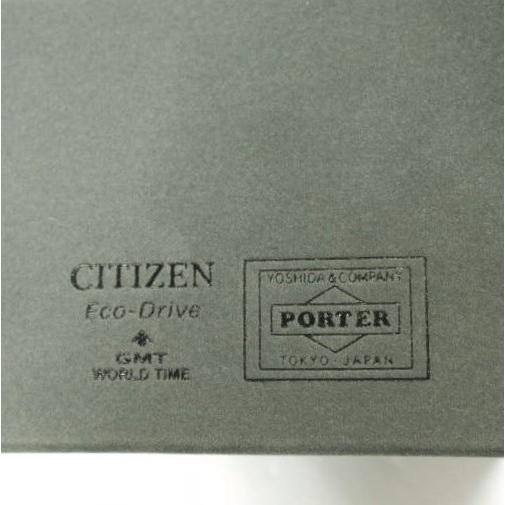 CITIZEN
Eco-Drive
GMT
WORLD TIME
YOSHIDA & COMPANY
PORTER
TOKYO - JAPAN